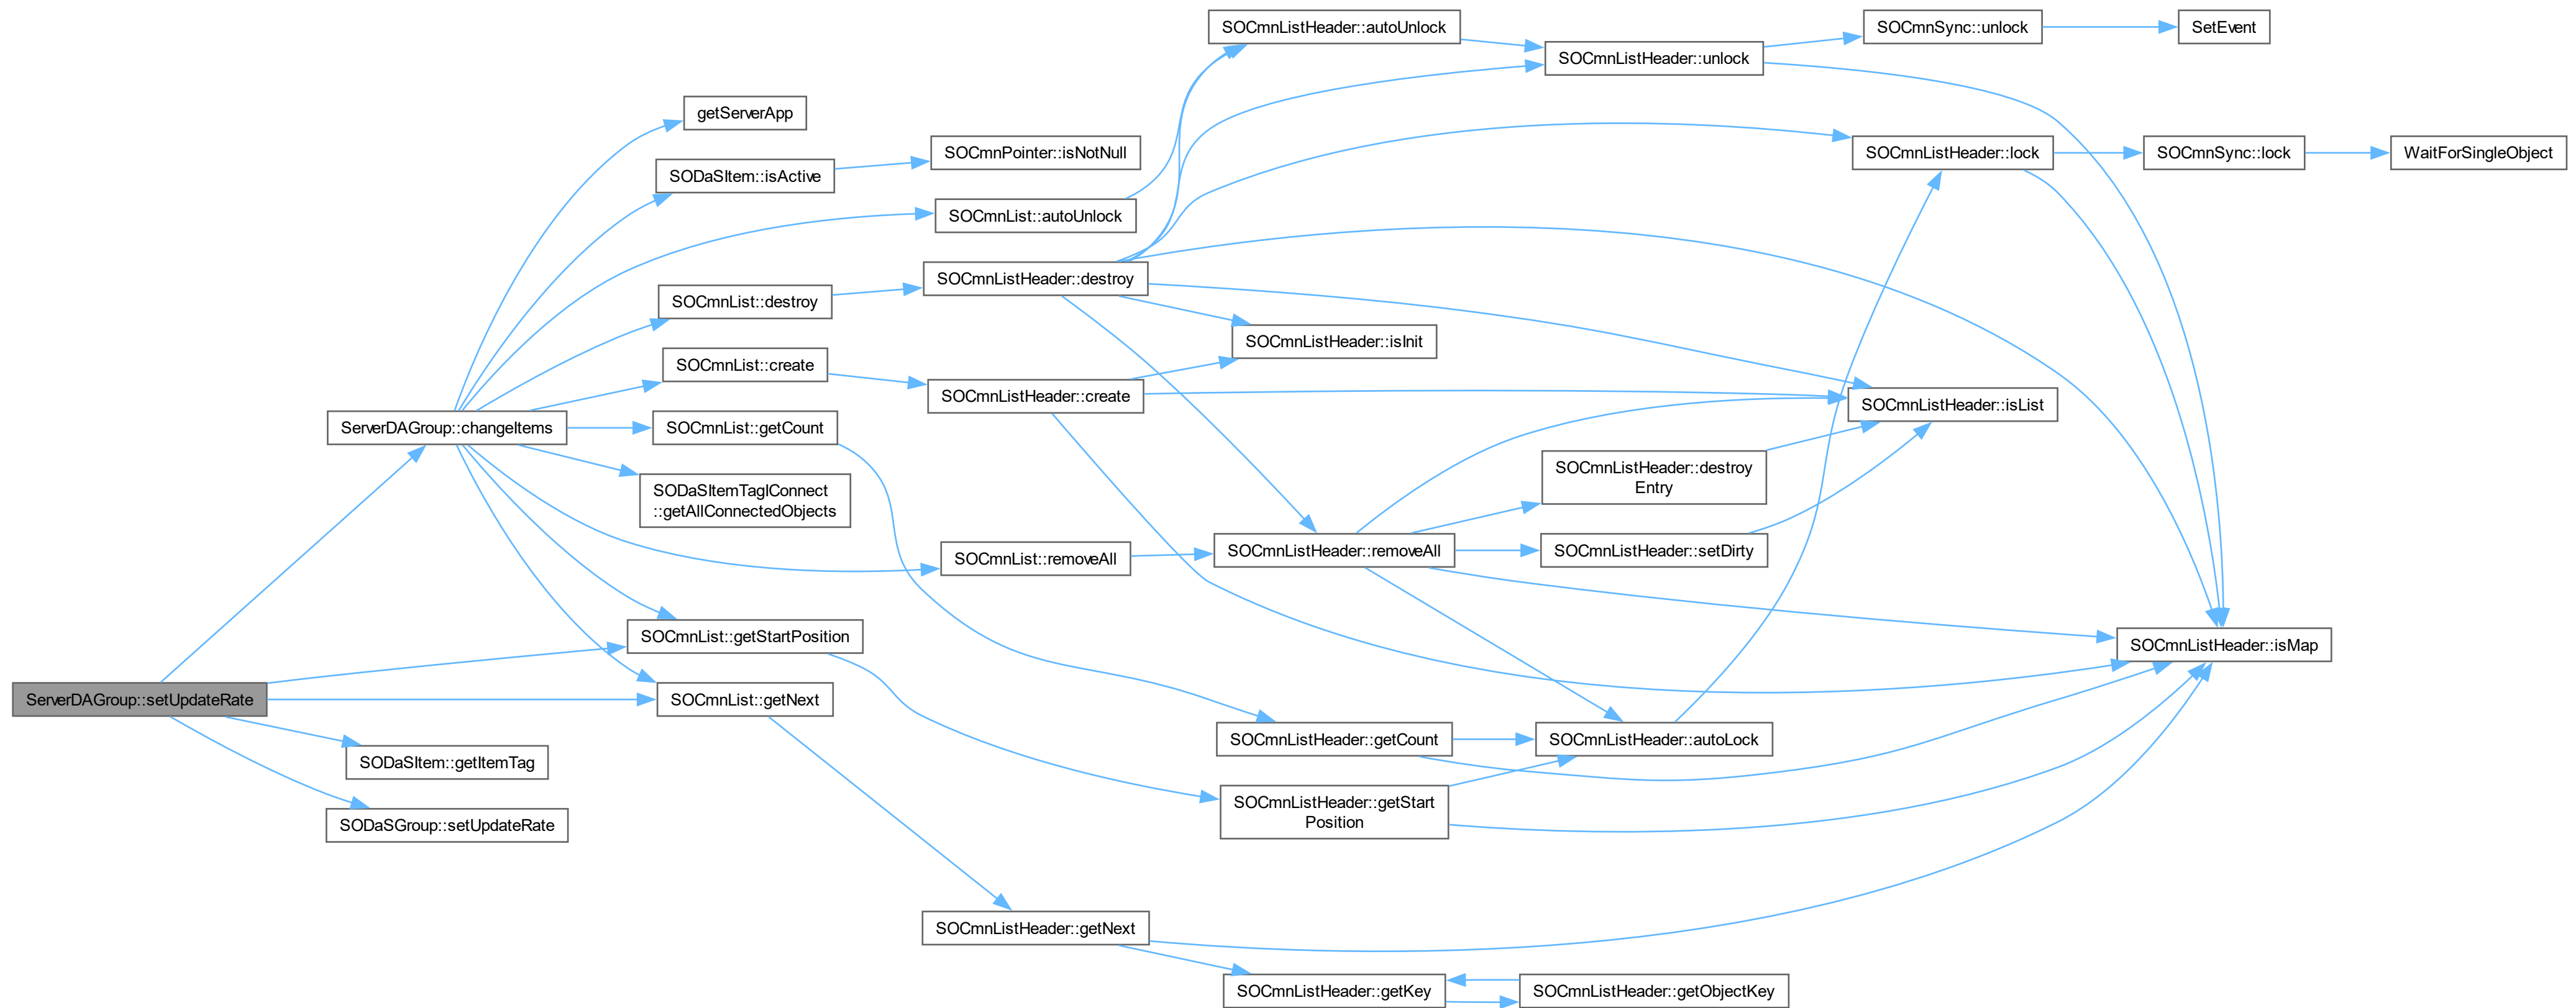 SOCmnListHeader::autoUnlock
SOCmnSync::unlock
SetEvent
SOCmnListHeader::unlock
getServerApp
SOCmnPointer::isNotNull
SOCmnListHeader::lock
SOCmnSync::lock
WaitForSingleObject
SODaSItem::isActive
SOCmnList::autoUnlock
SOCmnListHeader::destroy
SOCmnList::destroy
SOCmnListHeader::isInit
SOCmnList::create
SOCmnListHeader::create
SOCmnListHeader::isList
ServerDAGroup::changeItems
SOCmnList::getCount
SOCmnListHeader::destroy
Entry
SODaSItemTagIConnect
::getAllConnectedObjects
SOCmnList::removeAll
SOCmnListHeader::removeAll
SOCmnListHeader::setDirty
SOCmnList::getStartPosition
SOCmnListHeader::isMap
ServerDAGroup::setUpdateRate
SOCmnList::getNext
SOCmnListHeader::getCount
SOCmnListHeader::autoLock
SODaSItem::getItemTag
SOCmnListHeader::getStart
Position
SODaSGroup::setUpdateRate
SOCmnListHeader::getNext
SOCmnListHeader::getKey
SOCmnListHeader::getObjectKey